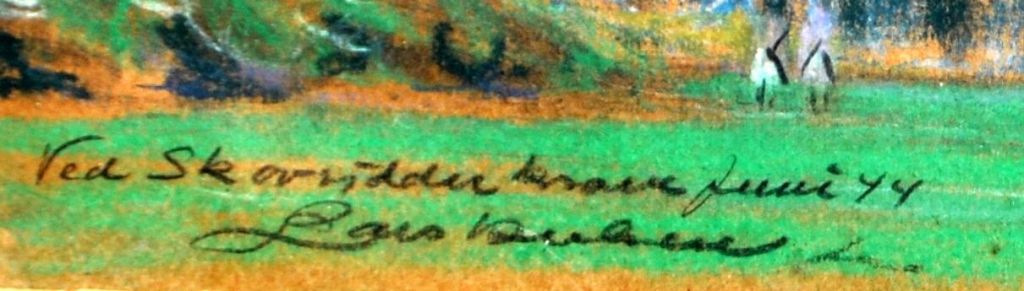 Ved Skovridder kroen Juni 44
Lars